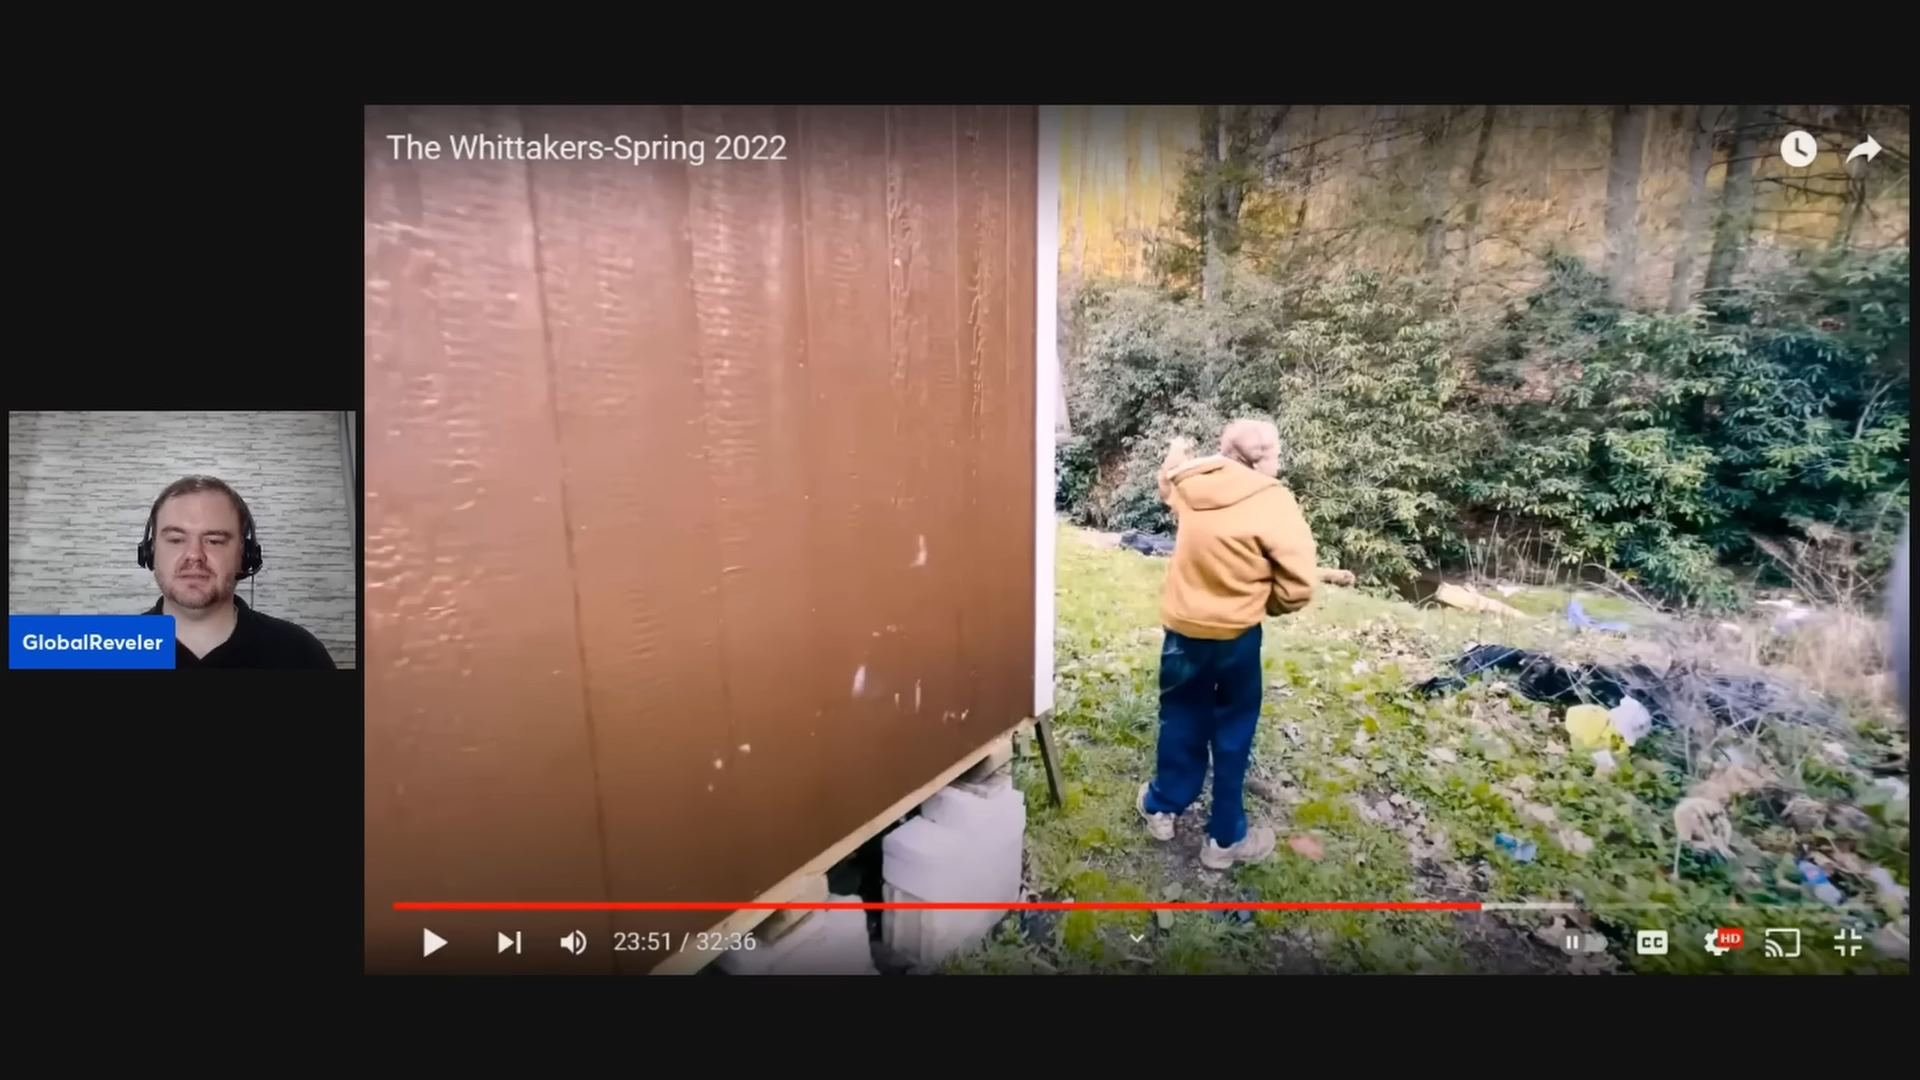 The Whittakers-Spring 2022
GlobalReveler
23:51 / 32:36
CC
HD